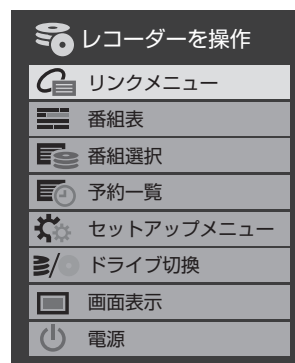 レコーダーを操作
リンクメニュー
番組表
番組選択
予約一覧
セットアップメニュー
ドライブ切換
画面表示
電源